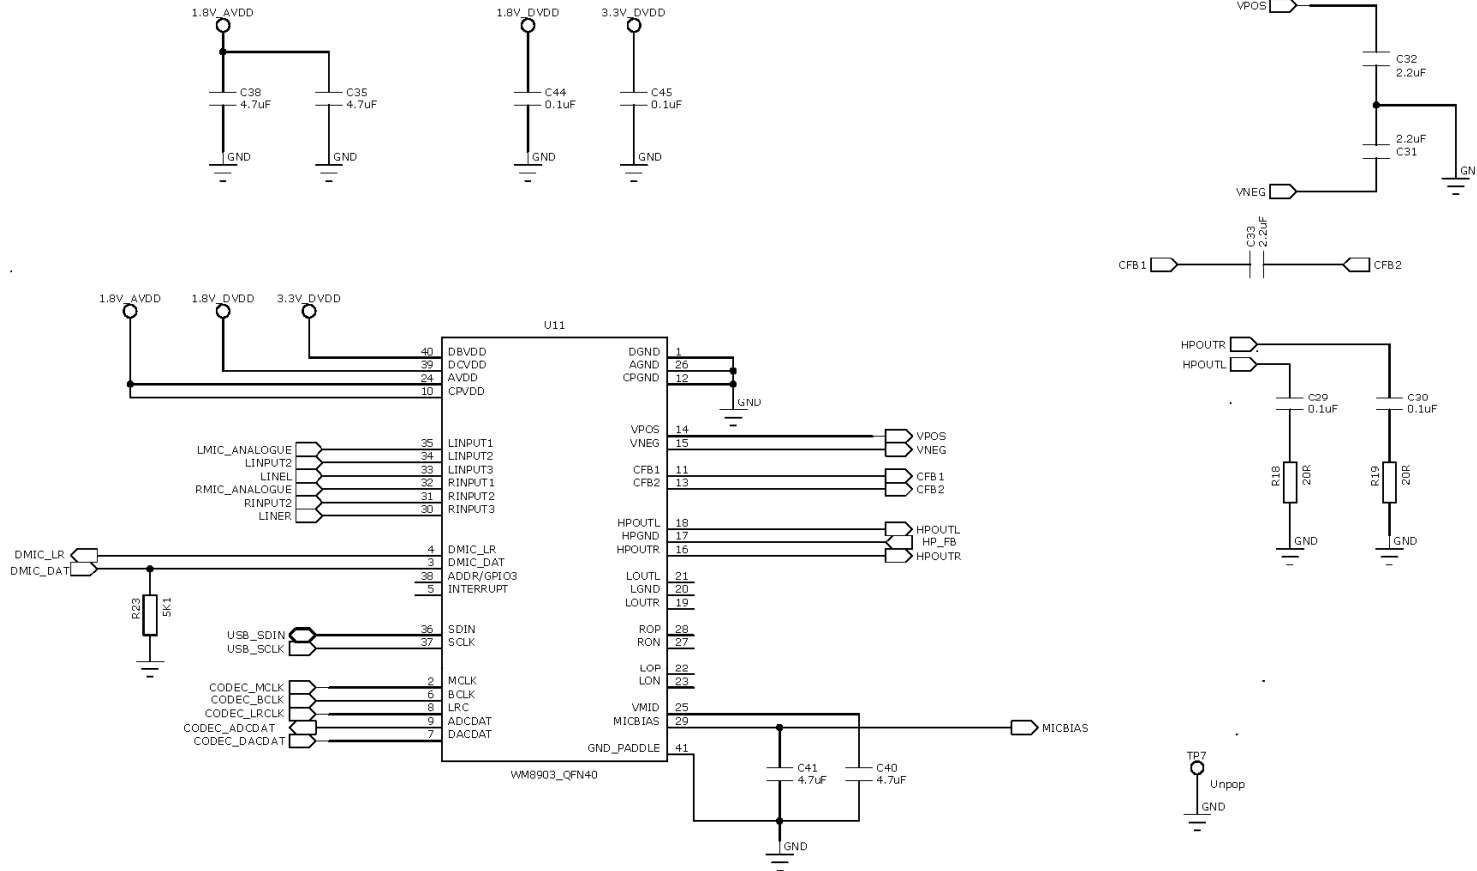 1.8V_AVDD
1.8V_DVDD
3.3V_DVDD
VPOS
C38
4.7uF
C35
4.7uF
C44
0.1uF
C45
0.1uF
C32
2.2uF
2.2uF
C31
GND
GND
GND
GND
GN
VNEG
C33
2.2uF
CFB1
CFB2
1.8V_AVDD
1.8V_DVDD
3.3V_DVDD
U11
40 DBVDD
39 DCVDD
24 AVDD
10 CPVDD
DGND 1
AGND 26
CPGND 12
GND
HPOUTR
HPOUTL
C29
0.1uF
C30
0.1uF
R18
20R
R19
20R
GND
GND
LMIC_ANALOGUE 35 LINPUT1
LINPUT2 34 LINPUT2
LINEL 33 LINPUT3
RMIC_ANALOGUE 32 RINPUT1
RINPUT2 31 RINPUT2
LINER 30 RINPUT3
VPOS 14 VPOS
VNEG 15 VNEG
CFB1 11 CFB1
CFB2 13 CFB2
HPOUTL 18 HPOUTL
HPGND 17 HP_FB
HPOUTR 16 HPOUTR
DMIC_LR 4 DMIC_LR
DMIC_DAT 3 DMIC_DAT
38 ADDR/GPIO3
5 INTERRUPT
LOUTL 21
LGND 20
LOUTR 19
R23
5K1
USB_SDIN 36 SDIN
USB_SCLK 37 SCLK
ROP 28
RON 27
LOP 22
LON 23
CODEC_MCLK 2 MCLK
CODEC_BCLK 6 BCLK
CODEC_LRCLK 8 LRC
CODEC_ADCDAT 9 ADCDAT
CODEC_DACDAT 7 DACDAT
VMID 25
MICBIAS 29 MICBIAS
GND_PADDLE 41
WM8903_QFN40
C41
4.7uF
C40
4.7uF
GND
TP7
Unpop
GND